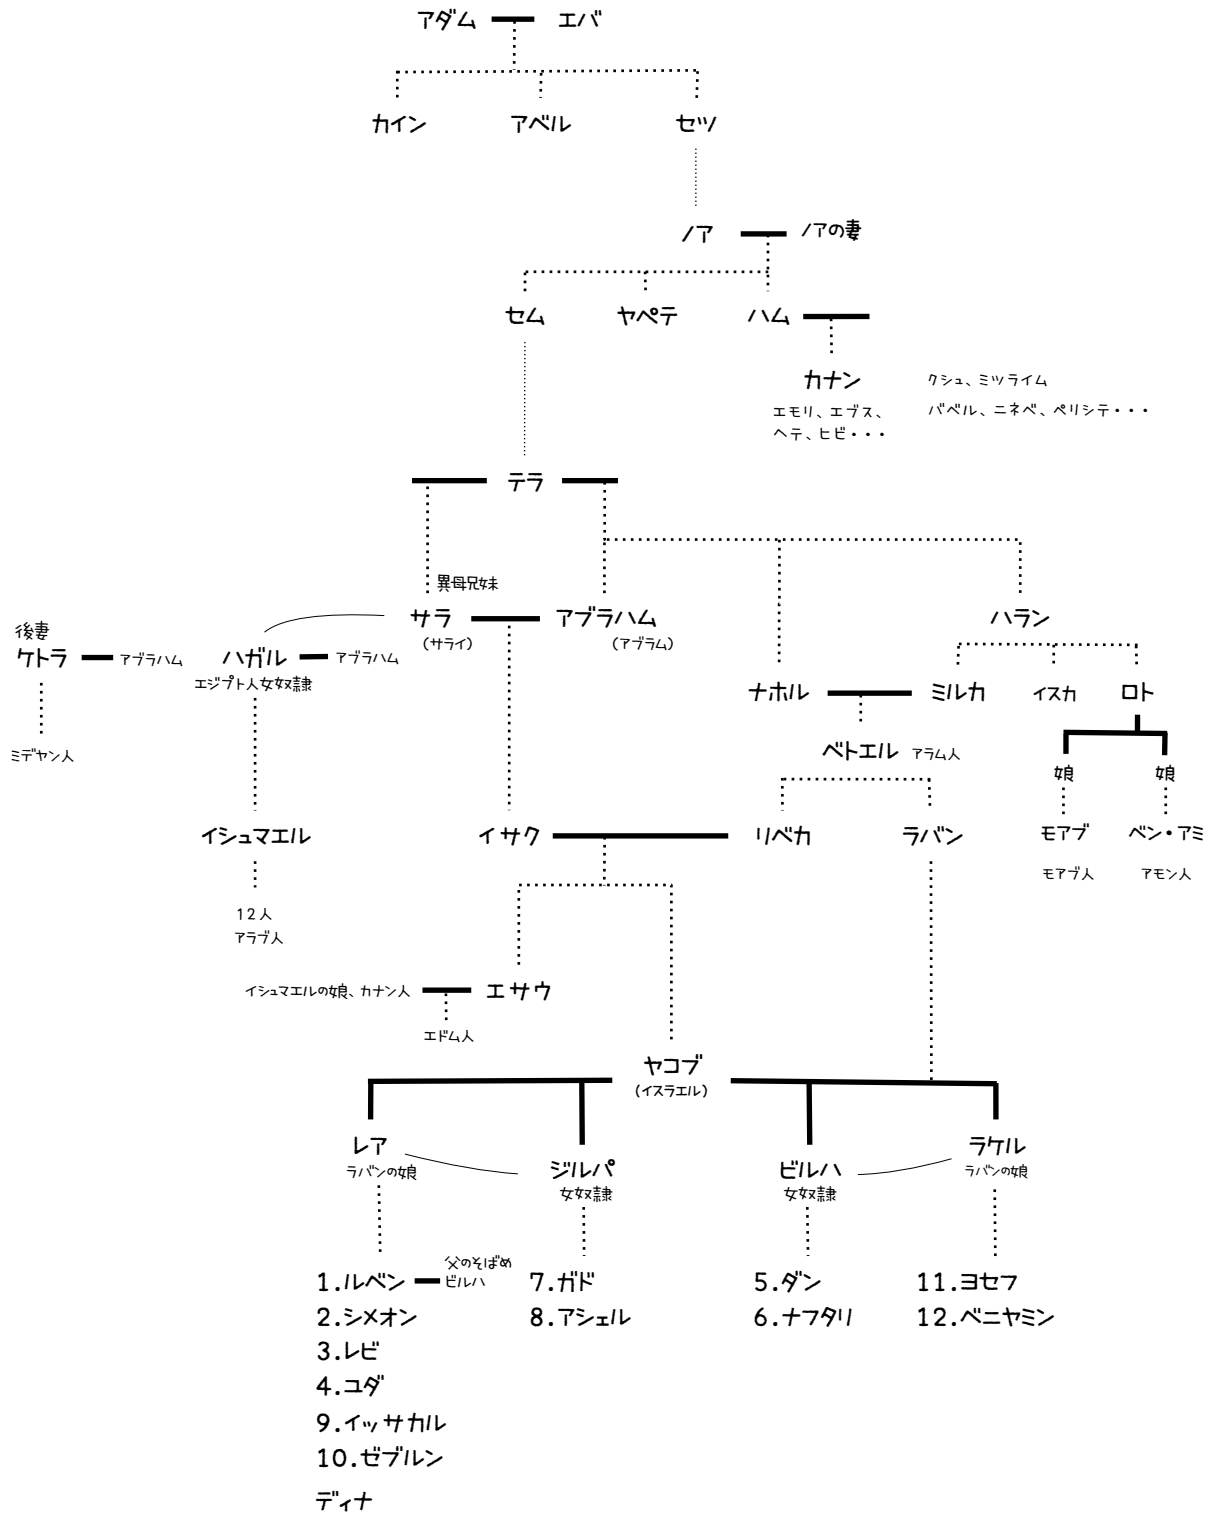 アダム エバ
カイン アベル セツ
ノア ノアの妻
セム ヤペテ ハム
カナン
エモリ、エブス、
ヘテ、ヒビ・・・
クシュ、ミツライム
バベル、ニネベ、ペリシテ・・・
テラ
異母兄妹
サラ アブラハム ハラン
(サライ) (アブラム)
後妻
ケトラ アブラハム ハガル アブラハム
エジプト人女奴隷
ナホル ミルカ イスカ ロト
ミデヤン人
ベトエル アラム人
娘 娘
イシュマエル イサク リベカ ラバン モアブ ベン・アミ
モアブ人 アモン人
12人
アラブ人
イシュマエルの娘、カナン人 エサウ
エドム人
ヤコブ
(イスラエル)
レア
ラバンの娘
ジルパ
女奴隷
ビルハ
女奴隷
ラケル
ラバンの娘
父のそばめ
1.ルベン ビルハ
2.シメオン
3.レビ
4.ユダ
9.イッサカル
10.ゼブルン
ディナ
7.ガド
8.アシェル
5.ダン
6.ナフタリ
11.ヨセフ
12.ベニヤミン